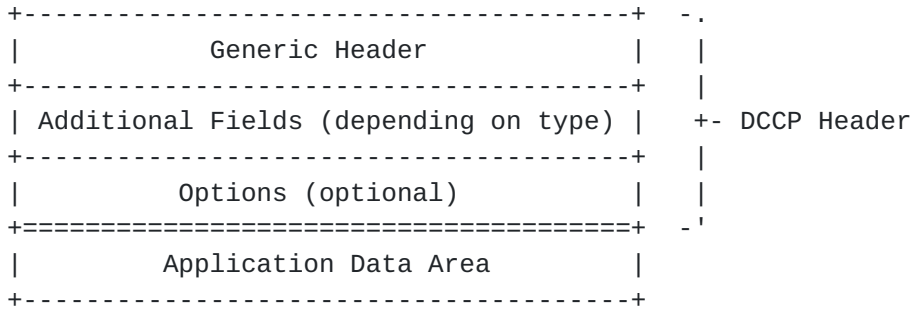 +---------------------------------------+  -.
|            Generic Header             |   |
+---------------------------------------+   |
| Additional Fields (depending on type) |   +- DCCP Header
+---------------------------------------+   |
|          Options (optional)           |   |
+=======================================+  -'
|         Application Data Area         |
+---------------------------------------+